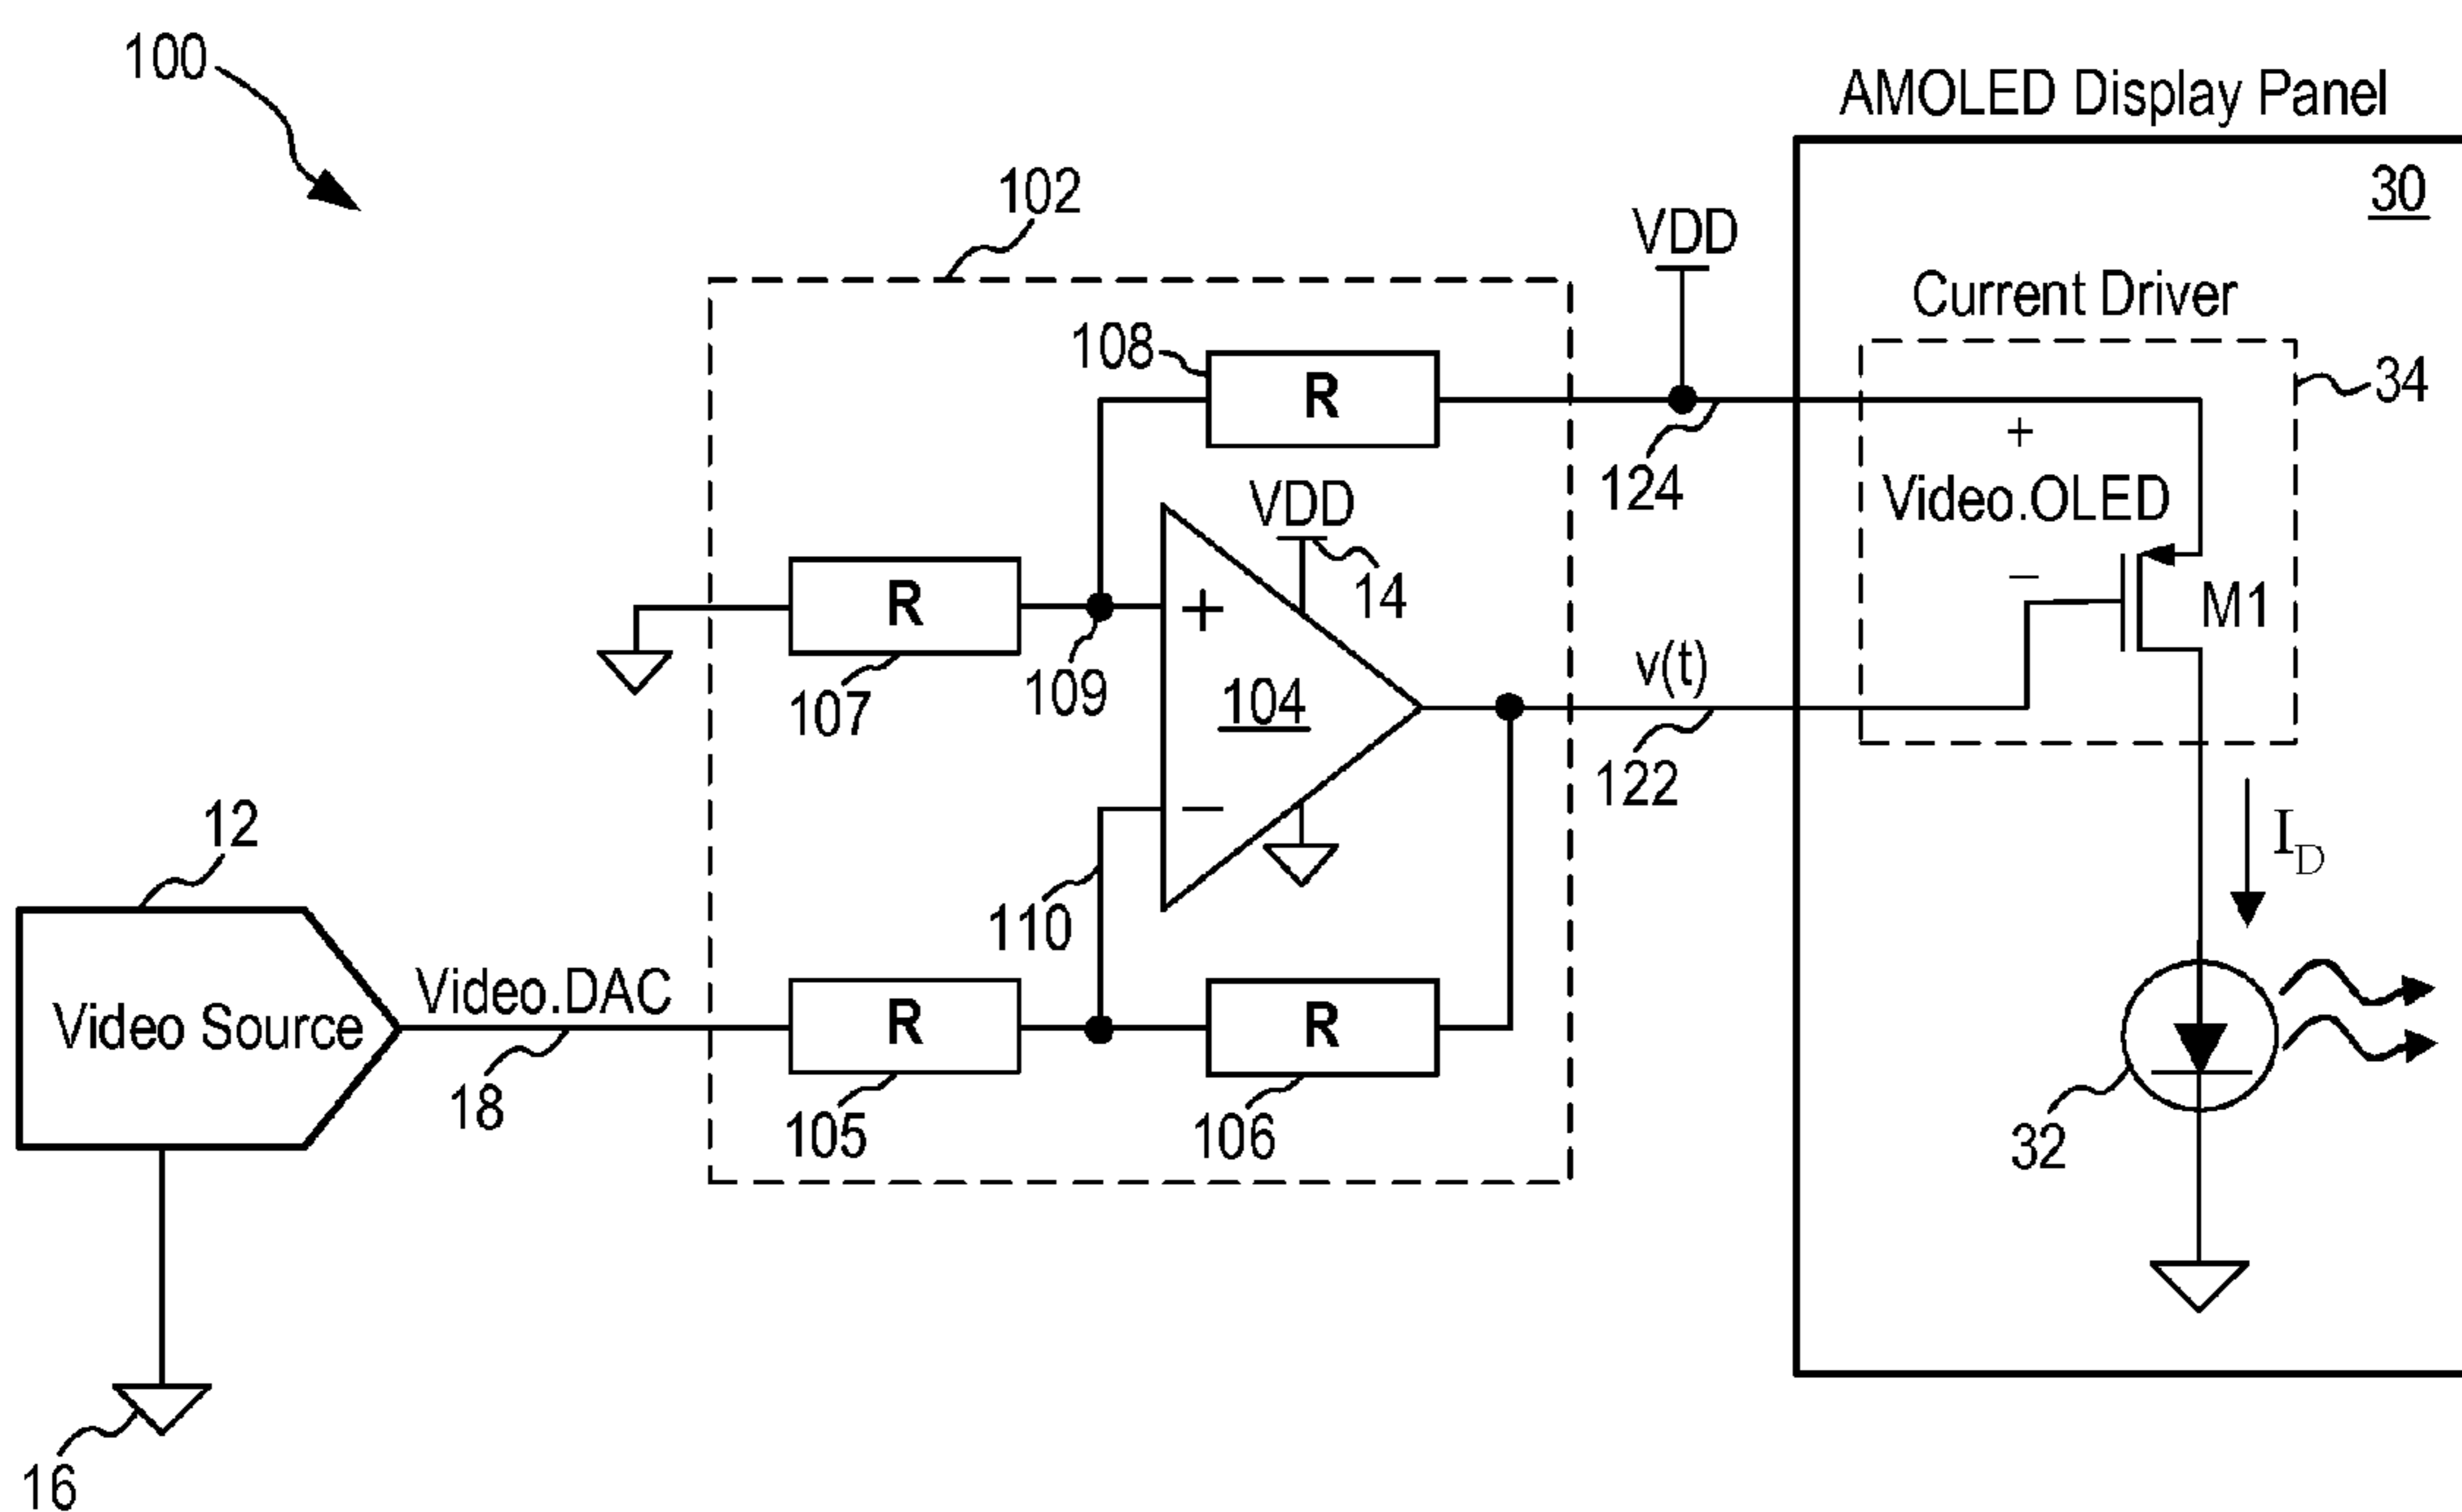 100
AMOLED Display Panel
30
102
VDD
Current Driver
108
R
34
124
+
Video.OLED
−
M1
VDD
14
R
+
109
107
104
v(t)
122
−
110
12
I_D
Video Source
Video.DAC
18
R
105
R
106
32
16